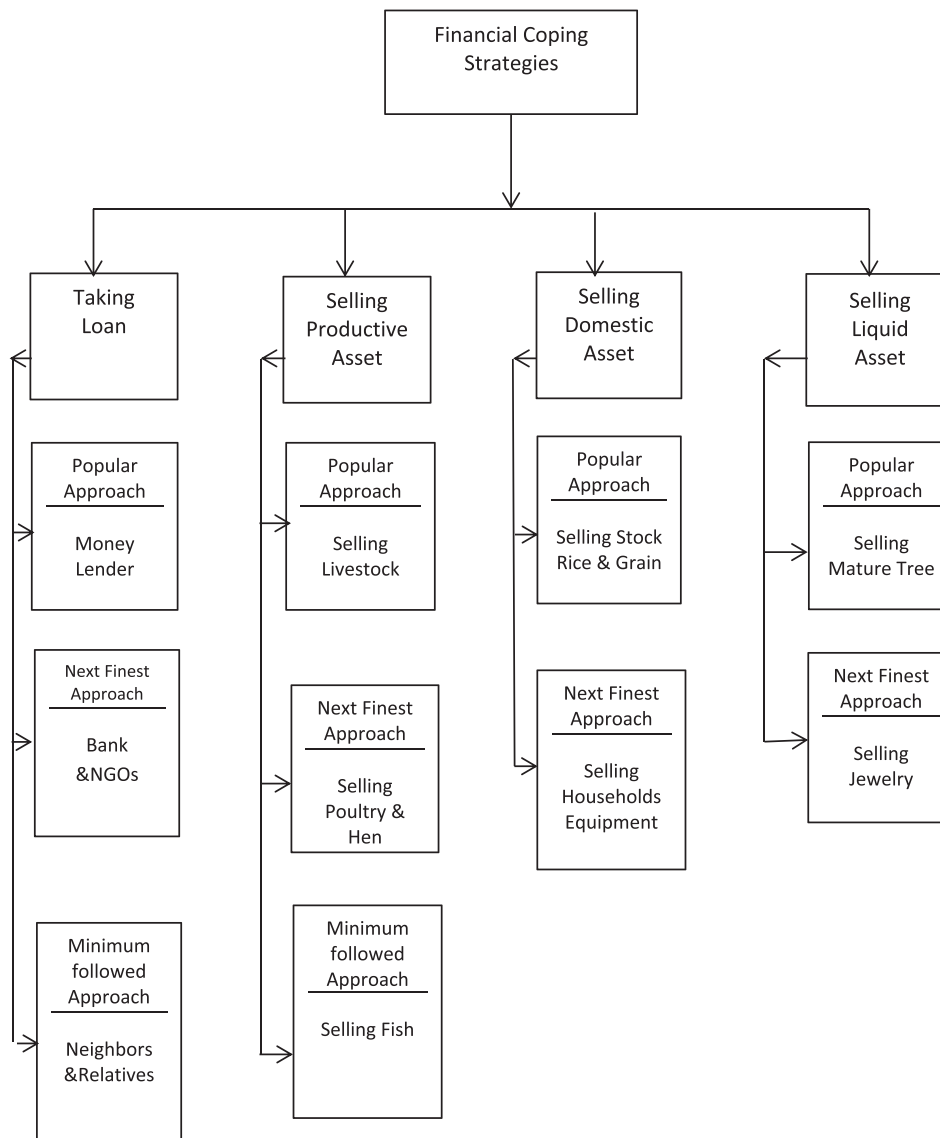 Financial Coping
Strategies
Taking
Loan
Selling
Productive
Asset
Selling
Domestic
Asset
Selling
Liquid
Asset
Popular
Approach
Money
Lender
Popular
Approach
Selling
Livestock
Popular
Approach
Selling Stock
Rice & Grain
Popular
Approach
Selling
Mature Tree
Next Finest
Approach
Bank
&NGOs
Next Finest
Approach
Selling
Poultry &
Hen
Next Finest
Approach
Selling
Households
Equipment
Next Finest
Approach
Selling
Jewelry
Minimum
followed
Approach
Neighbors
&Relatives
Minimum
followed
Approach
Selling Fish